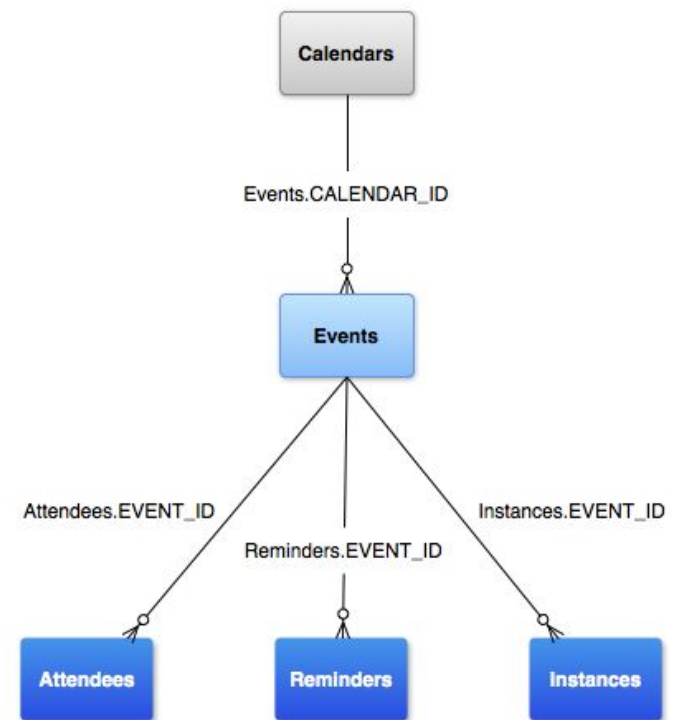 Calendars
Events.CALENDAR_ID
Events
Attendees.EVENT_ID
Instances.EVENT_ID
Reminders.EVENT_ID
Attendees
Reminders
Instances